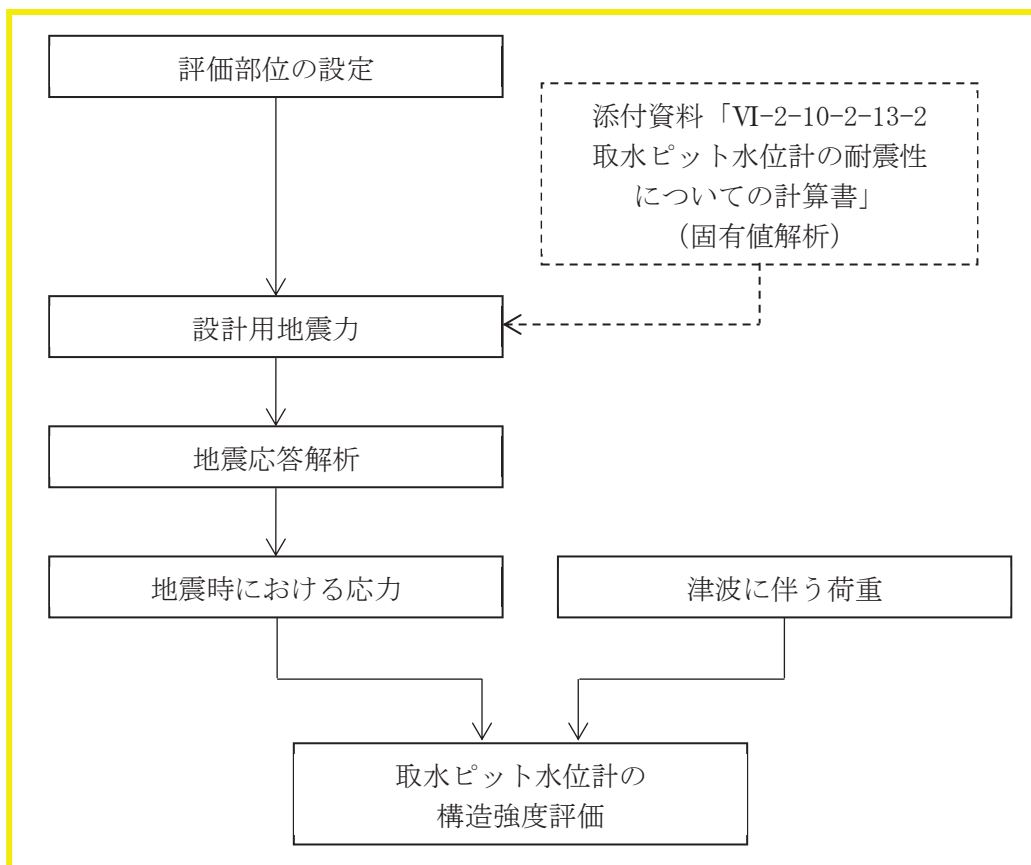 評価部位の設定
添付資料「Ⅵ-2-10-2-13-2
取水ピット水位計の耐震性
についての計算書」
（固有値解析）
設計用地震力
地震応答解析
地震時における応力
津波に伴う荷重
取水ピット水位計の
構造強度評価